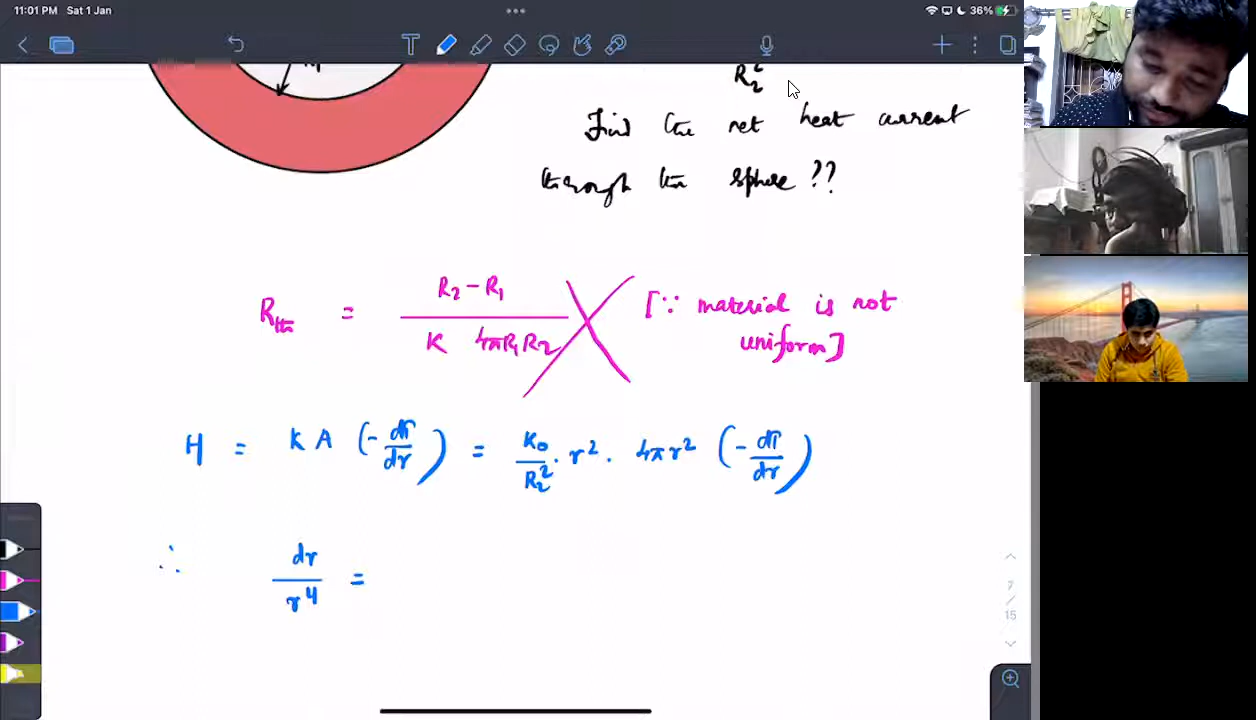 11:01 PM Sat 1 Jan
36%
R₂²
Find the net heat current
through the sphere ??
R_th = (R₂ - R₁) / (K 4πR₁R₂) [∵ material is not
uniform]
H = KA (-dT/dr) = K₀/R₂² · r² · 4πr² (-dT/dr)
∴ dr/r⁴ =
7
/
15